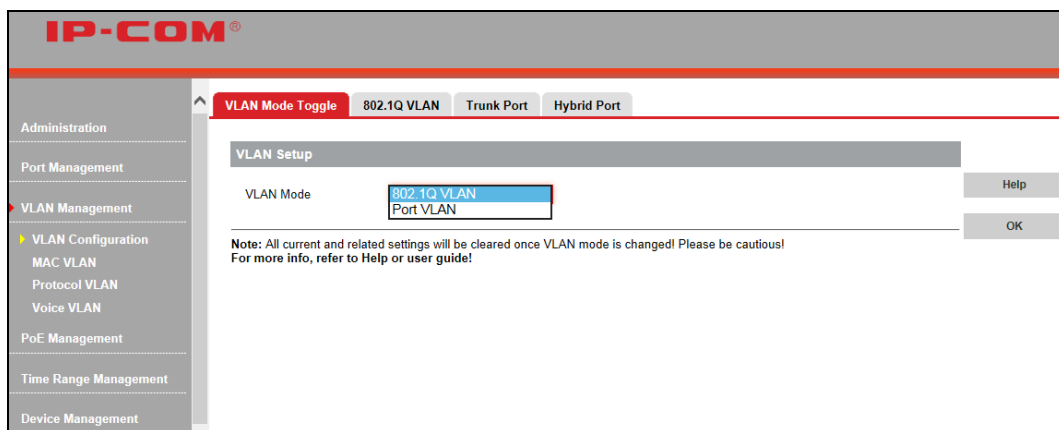 IP-COM®
VLAN Mode Toggle 802.1Q VLAN Trunk Port Hybrid Port
Administration
Port Management
VLAN Management
VLAN Configuration
MAC VLAN
Protocol VLAN
Voice VLAN
PoE Management
Time Range Management
Device Management
VLAN Setup
VLAN Mode
802.1Q VLAN
Port VLAN
Note: All current and related settings will be cleared once VLAN mode is changed! Please be cautious!
For more info, refer to Help or user guide!
Help
OK